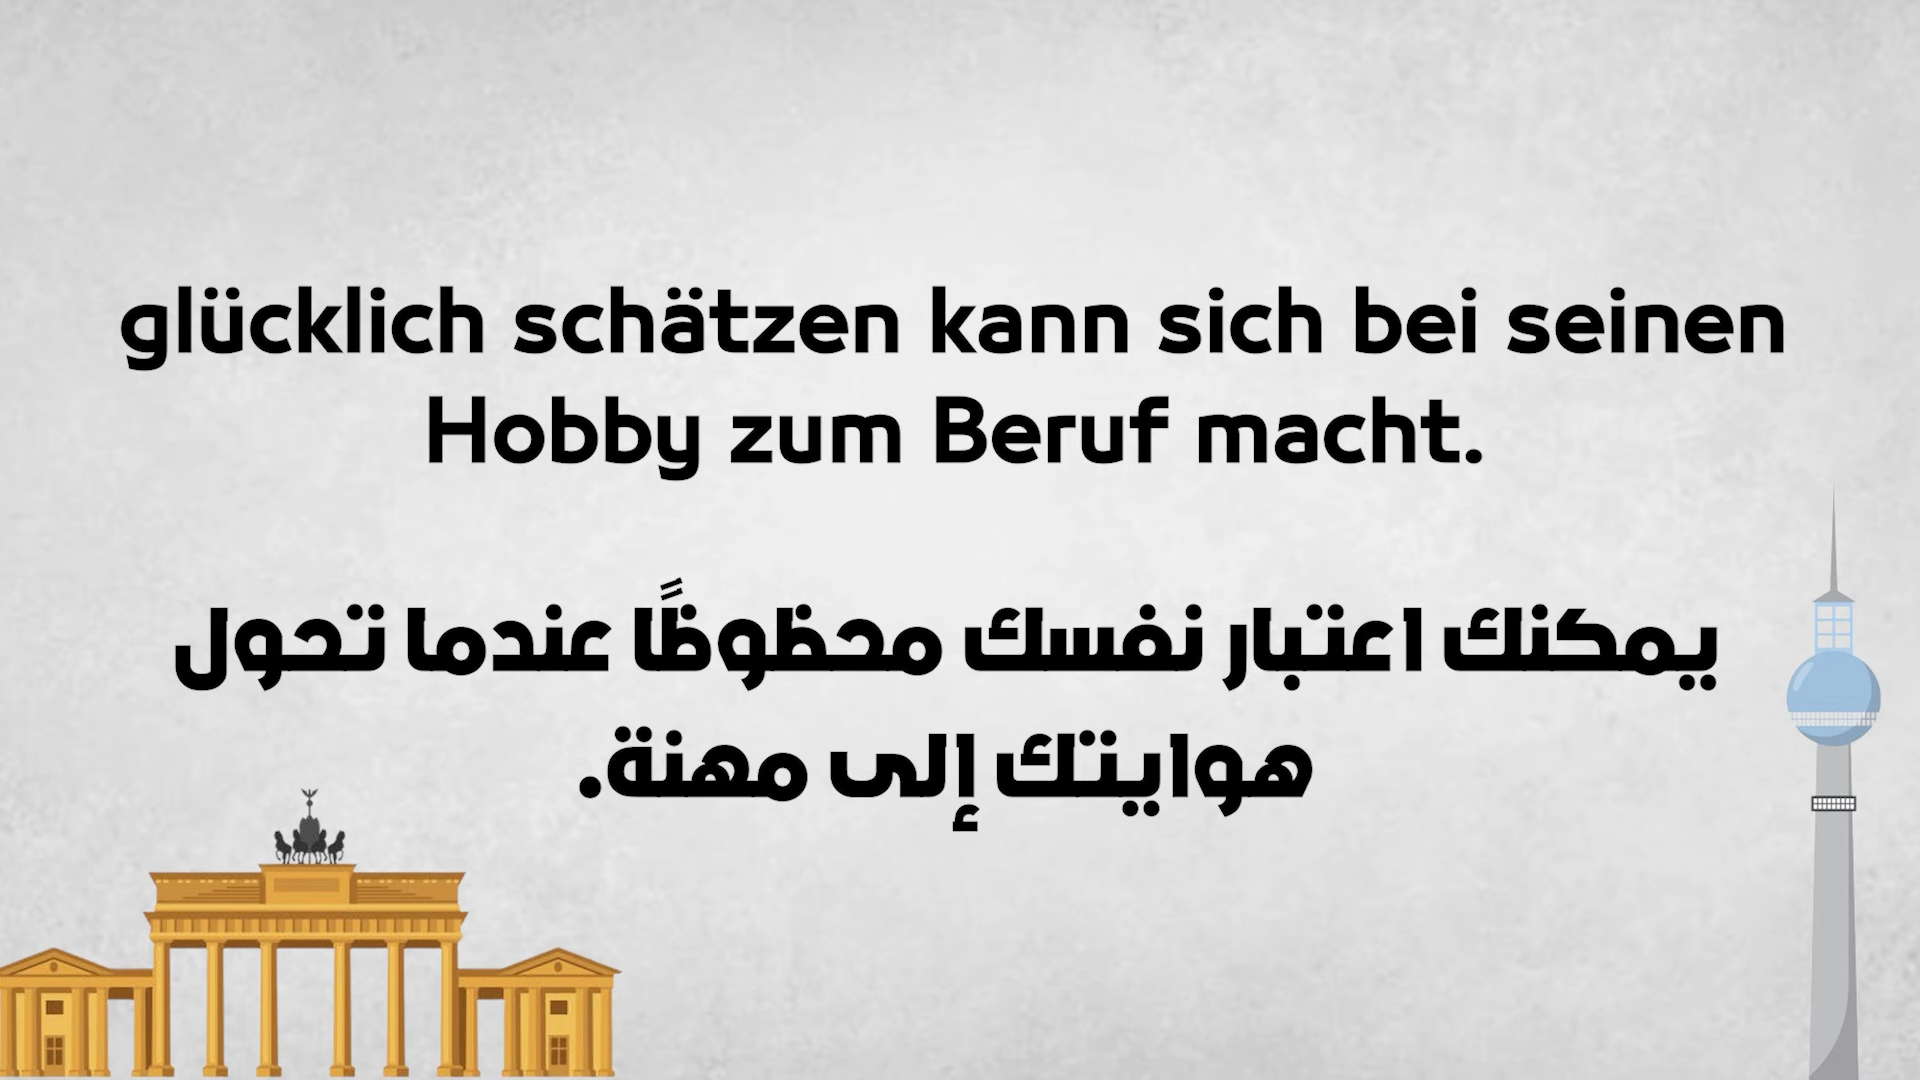 glücklich schätzen kann sich bei seinen
Hobby zum Beruf macht.
يمكنك اعتبار نفسك محظوظًا عندما تحول
هوايتك إلى مهنة.